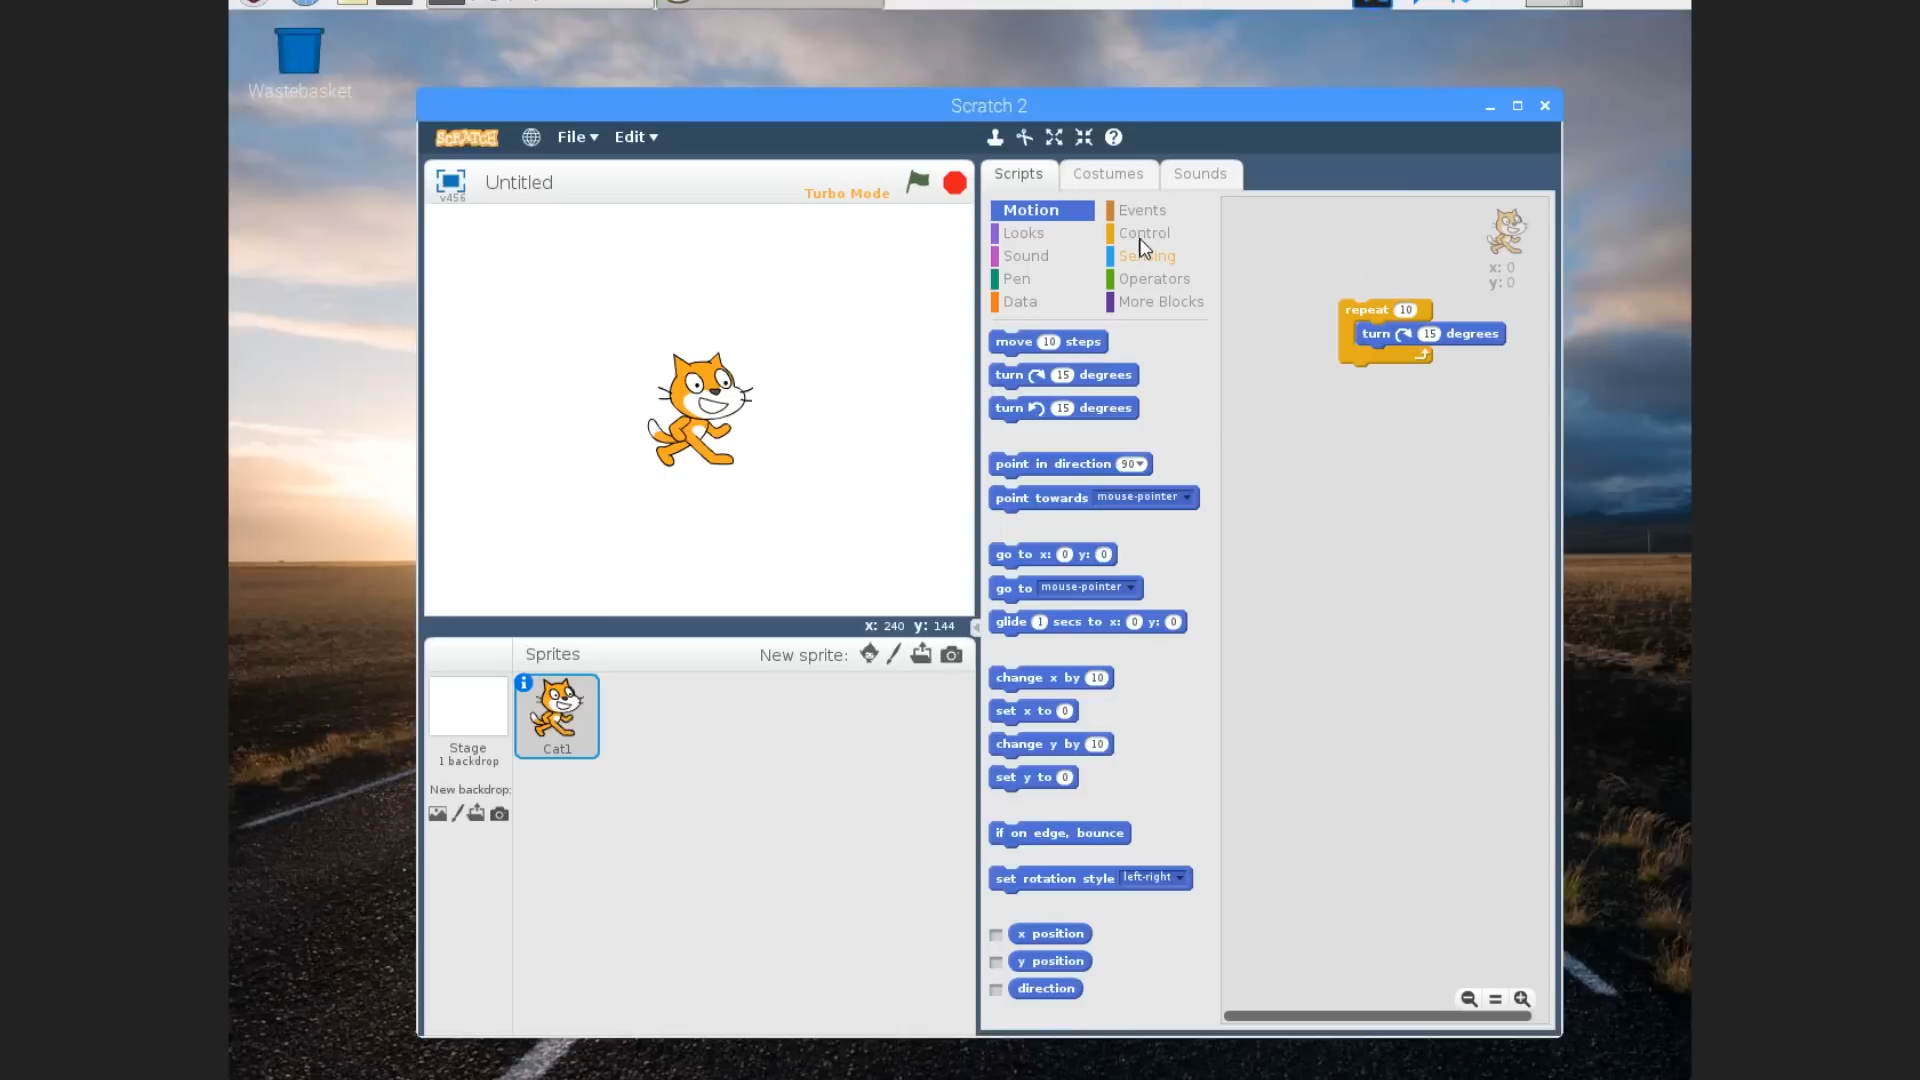 Wastebasket
Scratch 2
SCRATCH File Edit
v456 Untitled Turbo Mode
Scripts Costumes Sounds
Motion Events
Looks Control
Sound Sensing
Pen Operators
Data More Blocks
x: 0
y: 0
repeat 10
turn 15 degrees
move 10 steps
turn 15 degrees
turn 15 degrees
point in direction 90
point towards mouse-pointer
go to x: 0 y: 0
go to mouse-pointer
glide 1 secs to x: 0 y: 0
change x by 10
set x to 0
change y by 10
set y to 0
if on edge, bounce
set rotation style left-right
x position
y position
direction
x: 240 y: 144
Sprites New sprite:
Cat1
Stage
1 backdrop
New backdrop: